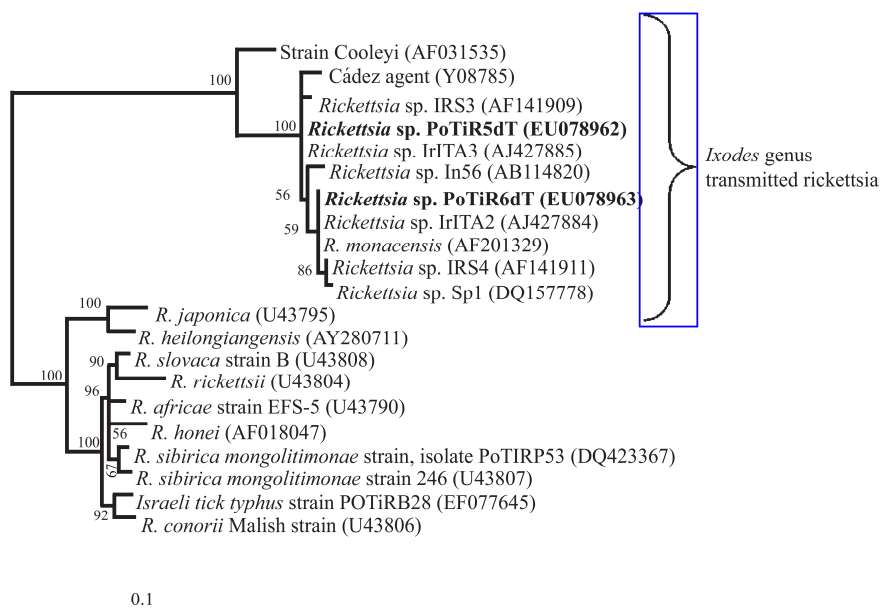 Strain Cooleyi (AF031535)
100
Cádez agent (Y08785)
Rickettsia sp. IRS3 (AF141909)
100
Rickettsia sp. PoTiR5dT (EU078962)
Rickettsia sp. IrITA3 (AJ427885)
Rickettsia sp. In56 (AB114820)
56
Rickettsia sp. PoTiR6dT (EU078963)
Rickettsia sp. IrITA2 (AJ427884)
59
R. monacensis (AF201329)
86
Rickettsia sp. IRS4 (AF141911)
Rickettsia sp. Sp1 (DQ157778)
Ixodes genus
transmitted rickettsia
100
R. japonica (U43795)
R. heilongiangensis (AY280711)
90
R. slovaca strain B (U43808)
100
R. rickettsii (U43804)
96
R. africae strain EFS-5 (U43790)
56
R. honei (AF018047)
100
R. sibirica mongolitimonae strain, isolate PoTIRP53 (DQ423367)
67
R. sibirica mongolitimonae strain 246 (U43807)
Israeli tick typhus strain POTiRB28 (EF077645)
92
R. conorii Malish strain (U43806)
0.1